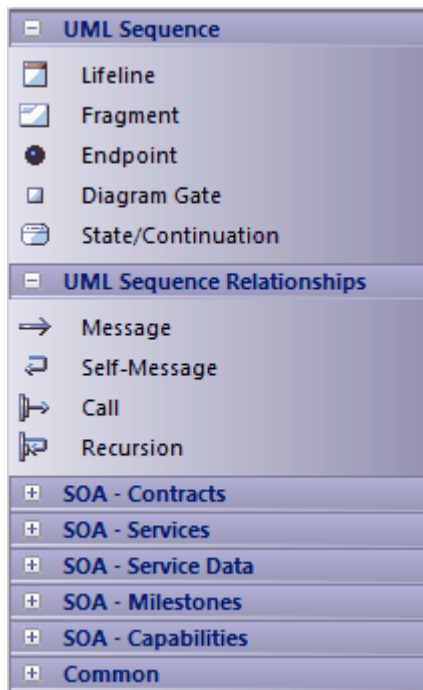 UML Sequence
Lifeline
Fragment
Endpoint
Diagram Gate
State/Continuation
UML Sequence Relationships
Message
Self-Message
Call
Recursion
SOA - Contracts
SOA - Services
SOA - Service Data
SOA - Milestones
SOA - Capabilities
Common